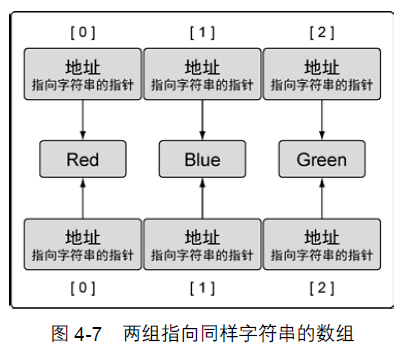 [ 0 ] [ 1 ] [ 2 ]
地址 地址 地址
指向字符串的指针 指向字符串的指针 指向字符串的指针
Red Blue Green
地址 地址 地址
指向字符串的指针 指向字符串的指针 指向字符串的指针
[ 0 ] [ 1 ] [ 2 ]
图 4-7 两组指向同样字符串的数组